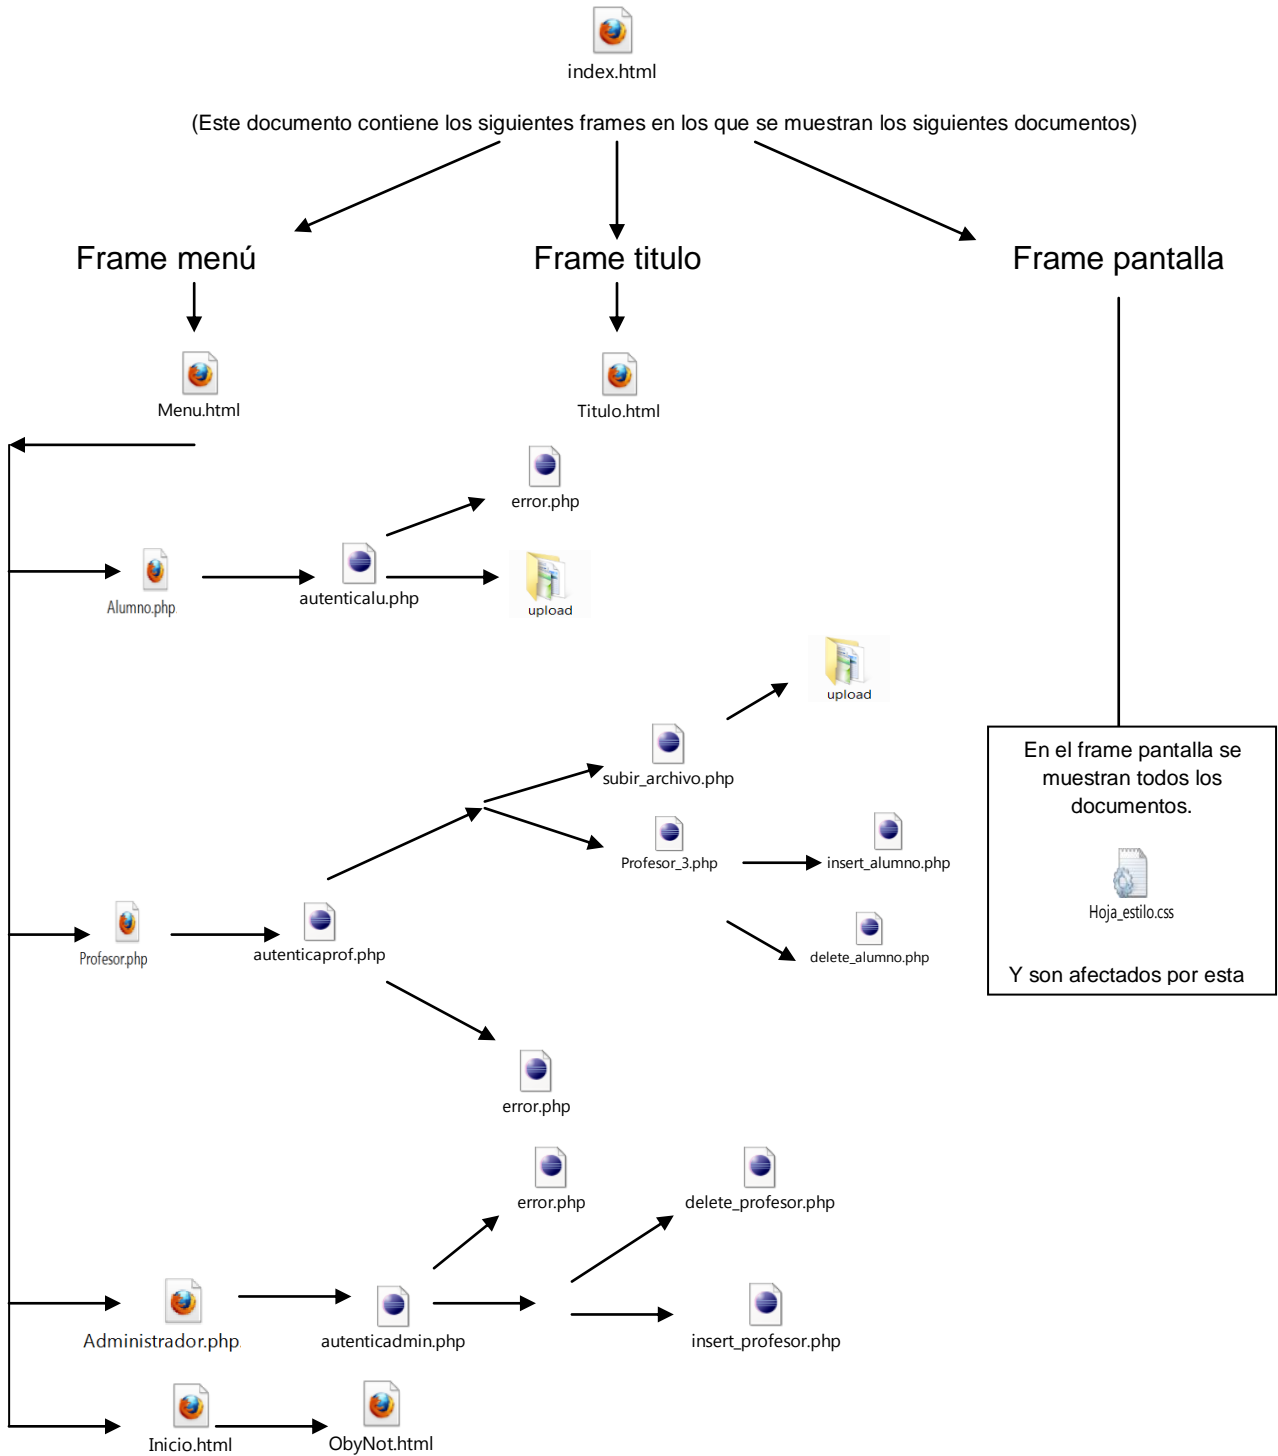 index.html
(Este documento contiene los siguientes frames en los que se muestran los siguientes documentos)
Frame menú
Frame titulo
Frame pantalla
Menu.html
Titulo.html
error.php
Alumno.php
autenticalu.php
upload
upload
subir_archivo.php
En el frame pantalla se
muestran todos los
documentos.
Profesor_3.php
insert_alumno.php
Hoja_estilo.css
Profesor.php
autenticaprof.php
delete_alumno.php
Y son afectados por esta
error.php
error.php
delete_profesor.php
Administrador.php
autenticadmin.php
insert_profesor.php
Inicio.html
ObyNot.html